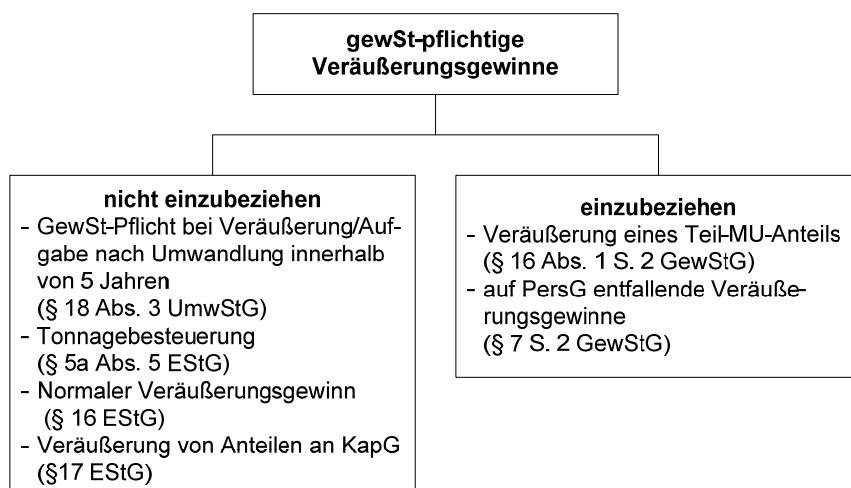 gewSt-pflichtige
Veräußerungsgewinne
nicht einzubeziehen
- GewSt-Pflicht bei Veräußerung/Auf-
gabe nach Umwandlung innerhalb
von 5 Jahren
(§ 18 Abs. 3 UmwStG)
- Tonnagebesteuerung
(§ 5a Abs. 5 EStG)
- Normaler Veräußerungsgewinn
(§ 16 EStG)
- Veräußerung von Anteilen an KapG
(§17 EStG)
einzubeziehen
- Veräußerung eines Teil-MU-Anteils
(§ 16 Abs. 1 S. 2 GewStG)
- auf PersG entfallende Veräuße-
rungsgewinne
(§ 7 S. 2 GewStG)